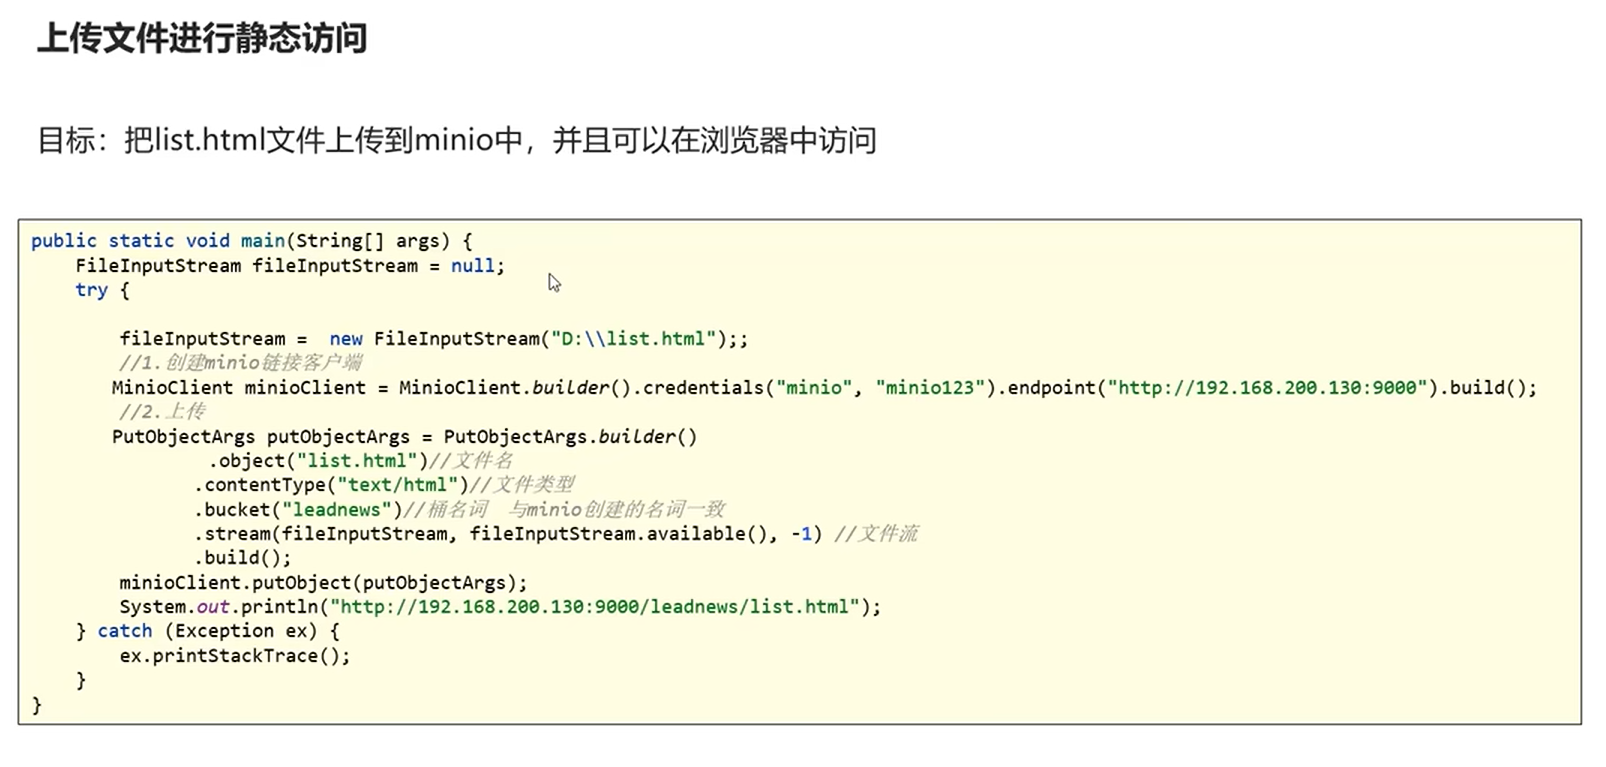 上传文件进行静态访问
目标：把list.html文件上传到minio中，并且可以在浏览器中访问
public static void main(String[] args) {
    FileInputStream fileInputStream = null;
    try {
        fileInputStream =  new FileInputStream("D:\\list.html");;
        //1.创建minio链接客户端
        MinioClient minioClient = MinioClient.builder().credentials("minio", "minio123").endpoint("http://192.168.200.130:9000").build();
        //2.上传
        PutObjectArgs putObjectArgs = PutObjectArgs.builder()
                .object("list.html")//文件名
                .contentType("text/html")//文件类型
                .bucket("leadnews")//桶名词  与minio创建的名词一致
                .stream(fileInputStream, fileInputStream.available(), -1) //文件流
                .build();
        minioClient.putObject(putObjectArgs);
        System.out.println("http://192.168.200.130:9000/leadnews/list.html");
    } catch (Exception ex) {
        ex.printStackTrace();
    }
}